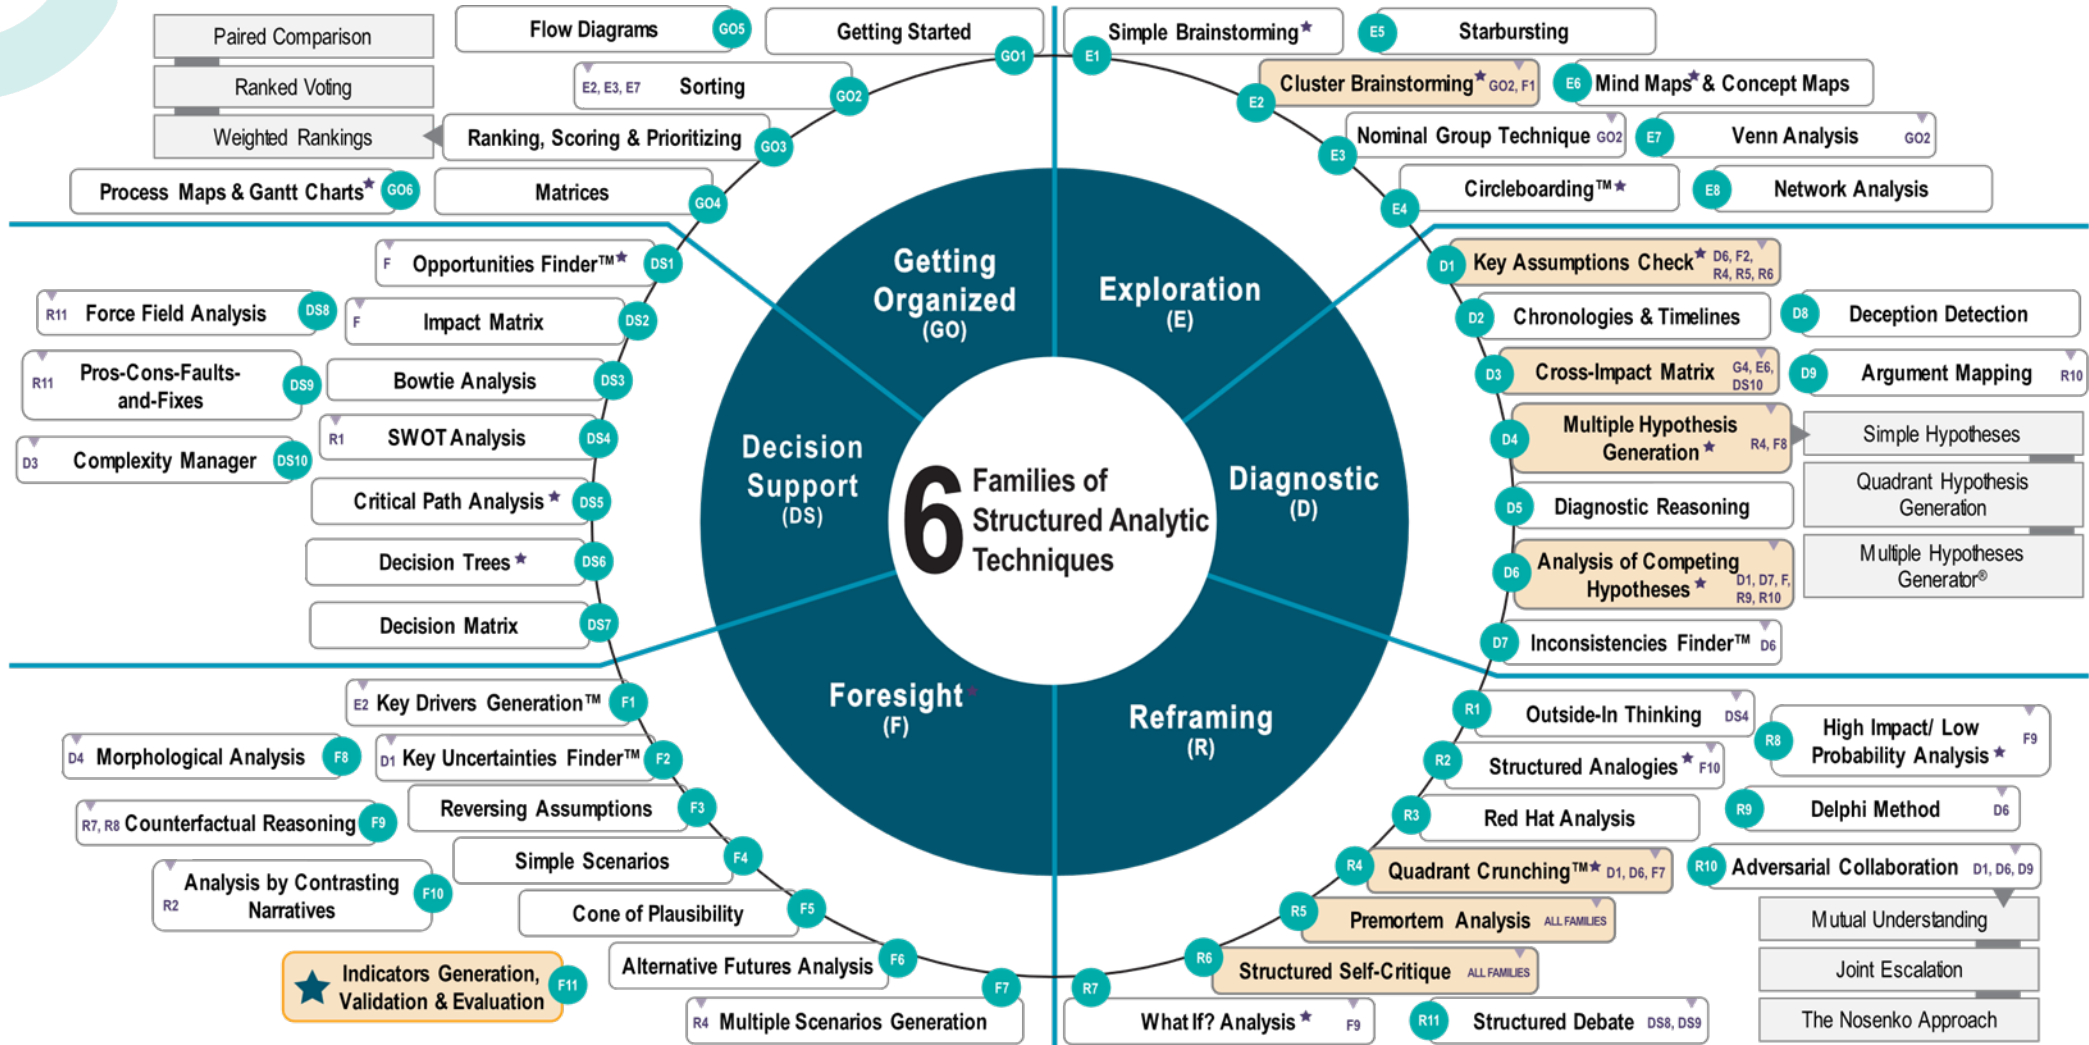 6
Families of
Structured Analytic
Techniques
Getting
Organized
(GO)
Exploration
(E)
Diagnostic
(D)
Reframing
(R)
Foresight
(F)
Decision
Support
(DS)
GO1
Getting Started
GO2
E2, E3, E7 Sorting
GO3
Ranking, Scoring & Prioritizing
Paired Comparison
Ranked Voting
Weighted Rankings
GO4
Matrices
GO5
Flow Diagrams
GO6
Process Maps & Gantt Charts★
E1
Simple Brainstorming★
E2
Cluster Brainstorming★ GO2, F1
E3
Nominal Group Technique GO2
E4
Circleboarding™★
E5
Starbursting
E6
Mind Maps★ & Concept Maps
E7
Venn Analysis GO2
E8
Network Analysis
D1
Key Assumptions Check★ D6, F2,
R4, R5, R6
D2
Chronologies & Timelines
D3
Cross-Impact Matrix G4, E6,
DS10
D4
Multiple Hypothesis
Generation★ R4, F8
Simple Hypotheses
Quadrant Hypothesis
Generation
Multiple Hypotheses
Generator®
D5
Diagnostic Reasoning
D6
Analysis of Competing
Hypotheses★ D1, D7, F,
R9, R10
D7
Inconsistencies Finder™ D6
D8
Deception Detection
D9
Argument Mapping R10
R1
Outside-In Thinking DS4
R2
Structured Analogies★ F10
R3
Red Hat Analysis
R4
Quadrant Crunching™★ D1, D6, F7
R5
Premortem Analysis ALL FAMILIES
R6
Structured Self-Critique ALL FAMILIES
R7
What If? Analysis★ F9
R8
High Impact/ Low
Probability Analysis★ F9
R9
Delphi Method D6
R10
Adversarial Collaboration D1, D6, D9
Mutual Understanding
Joint Escalation
The Nosenko Approach
R11
Structured Debate DS8, DS9
F1
E2 Key Drivers Generation™
F2
D1 Key Uncertainties Finder™
F3
Reversing Assumptions
F4
Simple Scenarios
F5
Cone of Plausibility
F6
Alternative Futures Analysis
F7
R4 Multiple Scenarios Generation
F8
D4 Morphological Analysis
F9
R7, R8 Counterfactual Reasoning
F10
R2 Analysis by Contrasting
Narratives
F11
★ Indicators Generation,
Validation & Evaluation
DS1
F Opportunities Finder™★
DS2
F Impact Matrix
DS3
Bowtie Analysis
DS4
R1 SWOT Analysis
DS5
Critical Path Analysis★
DS6
Decision Trees★
DS7
Decision Matrix
DS8
R11 Force Field Analysis
DS9
R11 Pros-Cons-Faults-
and-Fixes
DS10
D3 Complexity Manager